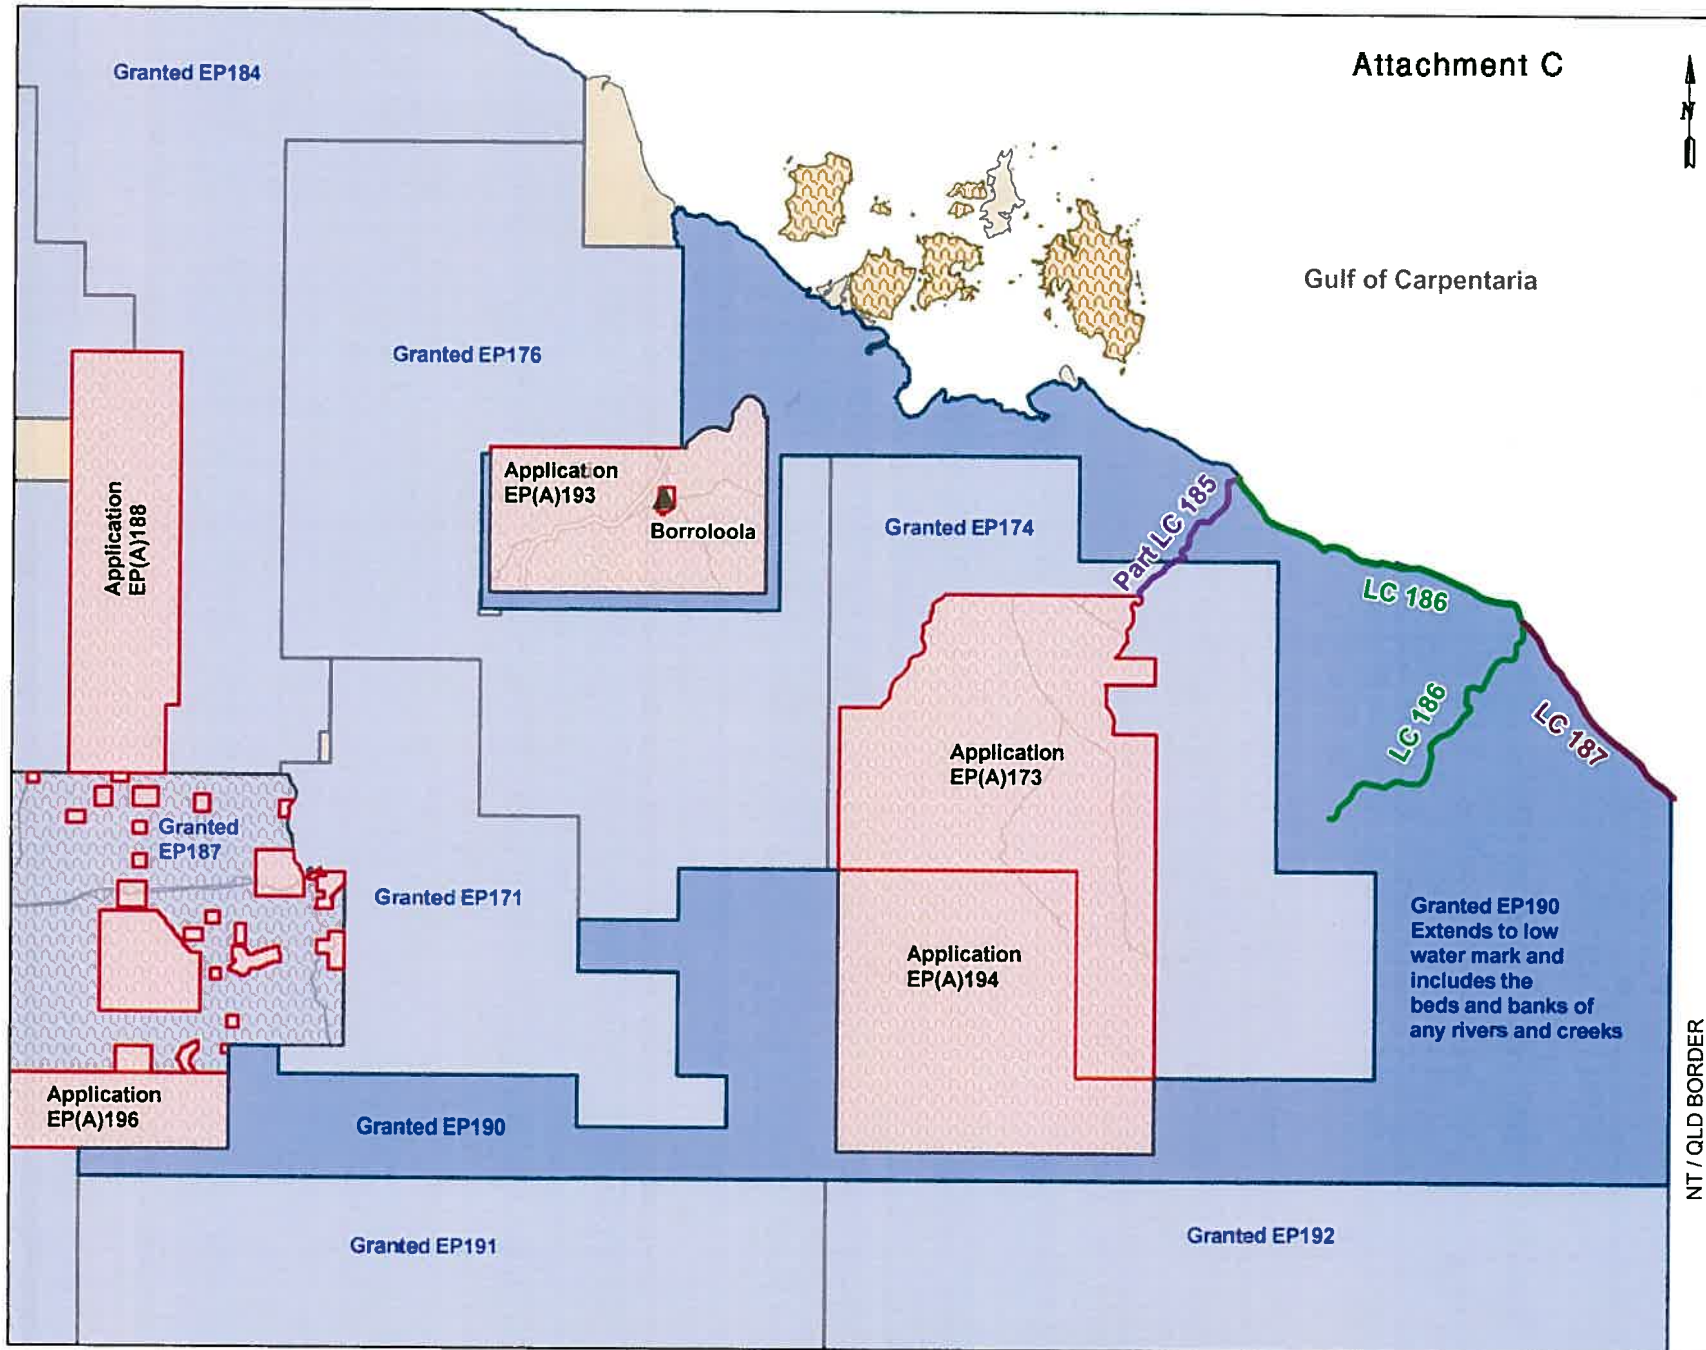 Attachment C
N
Granted EP184
Gulf of Carpentaria
Granted EP176
Application
EP(A)188
Application
EP(A)193
Borroloola
Granted EP174
Part LC 185
LC 186
LC 186
LC 187
Application
EP(A)173
Granted
EP187
Granted EP171
Application
EP(A)194
Granted EP190
Extends to low
water mark and
includes the
beds and banks of
any rivers and creeks
Application
EP(A)196
Granted EP190
NT / QLD BORDER
Granted EP191
Granted EP192